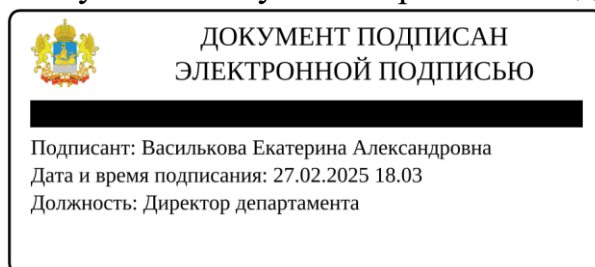 ДОКУМЕНТ ПОДПИСАН
ЭЛЕКТРОННОЙ ПОДПИСЬЮ
Подписант: Василькова Екатерина Александровна
Дата и время подписания: 27.02.2025 18.03
Должность: Директор департамента